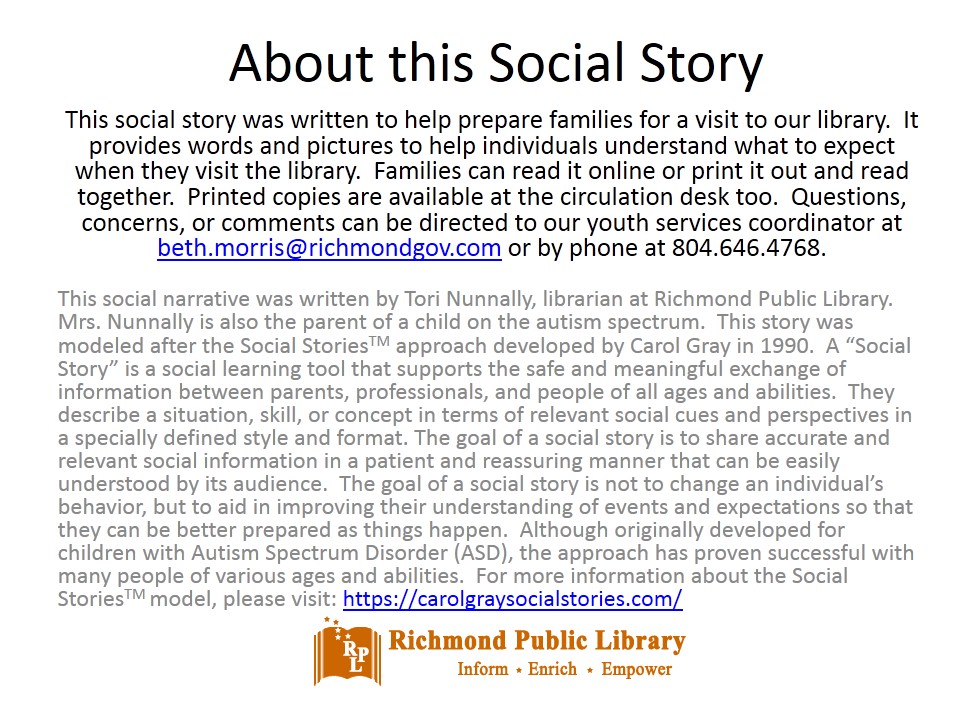 About this Social Story
This social story was written to help prepare families for a visit to our library.  It
provides words and pictures to help individuals understand what to expect
when they visit the library.  Families can read it online or print it out and read
together.  Printed copies are available at the circulation desk too.  Questions,
concerns, or comments can be directed to our youth services coordinator at
beth.morris@richmondgov.com or by phone at 804.646.4768.
This social narrative was written by Tori Nunnally, librarian at Richmond Public Library.
Mrs. Nunnally is also the parent of a child on the autism spectrum.  This story was
modeled after the Social Stories™ approach developed by Carol Gray in 1990.  A “Social
Story” is a social learning tool that supports the safe and meaningful exchange of
information between parents, professionals, and people of all ages and abilities.  They
describe a situation, skill, or concept in terms of relevant social cues and perspectives in
a specially defined style and format. The goal of a social story is to share accurate and
relevant social information in a patient and reassuring manner that can be easily
understood by its audience.  The goal of a social story is not to change an individual’s
behavior, but to aid in improving their understanding of events and expectations so that
they can be better prepared as things happen.  Although originally developed for
children with Autism Spectrum Disorder (ASD), the approach has proven successful with
many people of various ages and abilities.  For more information about the Social
Stories™ model, please visit: https://carolgraysocialstories.com/
RPL
Richmond Public Library
Inform ★ Enrich ★ Empower